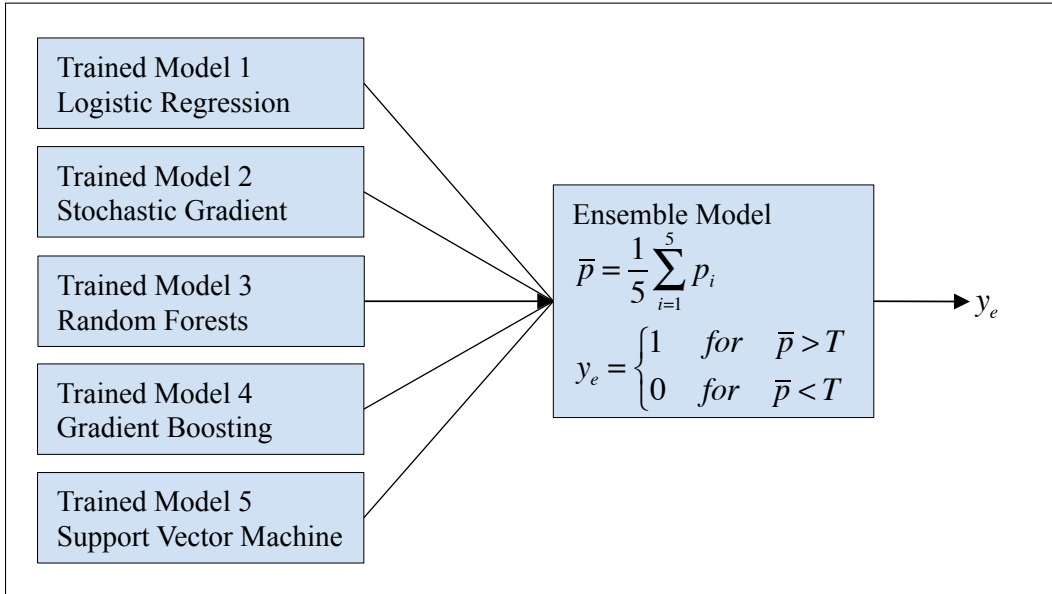 Trained Model 1
Logistic Regression
Trained Model 2
Stochastic Gradient
Trained Model 3
Random Forests
Trained Model 4
Gradient Boosting
Trained Model 5
Support Vector Machine
Ensemble Model
p̅ = 1/5 ∑_{i=1}^{5} p_i
y_e = { 1 for p̅ > T
0 for p̅ < T
y_e